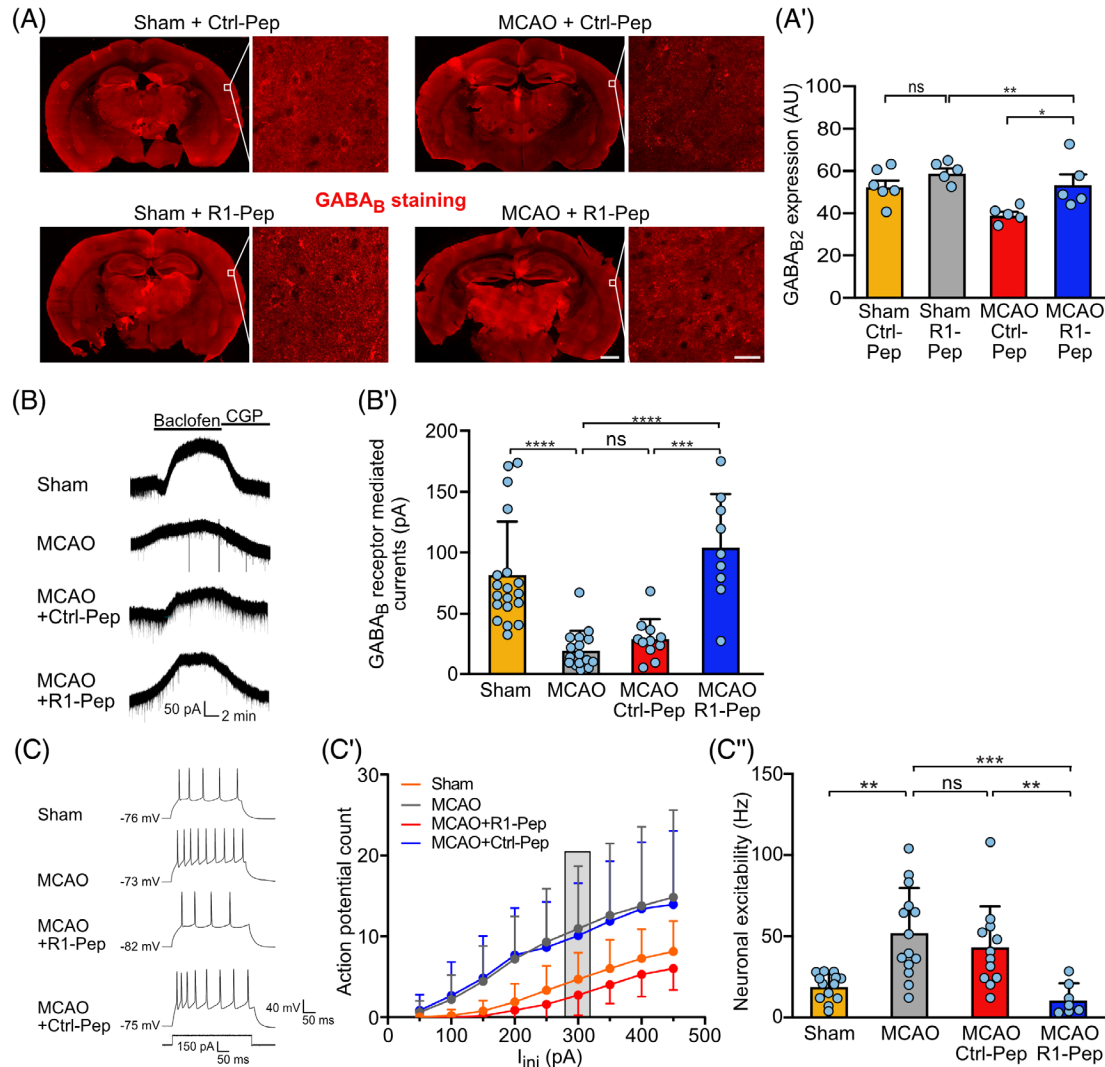 (A)
Sham + Ctrl-Pep
MCAO + Ctrl-Pep
GABAB staining
Sham + R1-Pep
MCAO + R1-Pep
(A')
GABAB2 expression (AU)
100
80
60
40
20
0
ns
**
*
Sham Ctrl-Pep
Sham R1-Pep
MCAO Ctrl-Pep
MCAO R1-Pep
(B)
Baclofen
CGP
Sham
MCAO
MCAO
+Ctrl-Pep
MCAO
+R1-Pep
50 pA
2 min
(B')
GABAB receptor mediated
currents (pA)
200
150
100
50
0
****
****
ns
***
Sham
MCAO
MCAO Ctrl-Pep
MCAO R1-Pep
(C)
Sham
-76 mV
MCAO
-73 mV
MCAO
+R1-Pep
-82 mV
MCAO
+Ctrl-Pep
-75 mV
40 mV
50 ms
150 pA
50 ms
(C')
Action potential count
30
20
10
0
Sham
MCAO
MCAO+R1-Pep
MCAO+Ctrl-Pep
0 100 200 300 400 500
Iinj (pA)
(C'')
Neuronal excitability (Hz)
150
100
50
0
***
**
ns
**
Sham
MCAO
MCAO Ctrl-Pep
MCAO R1-Pep